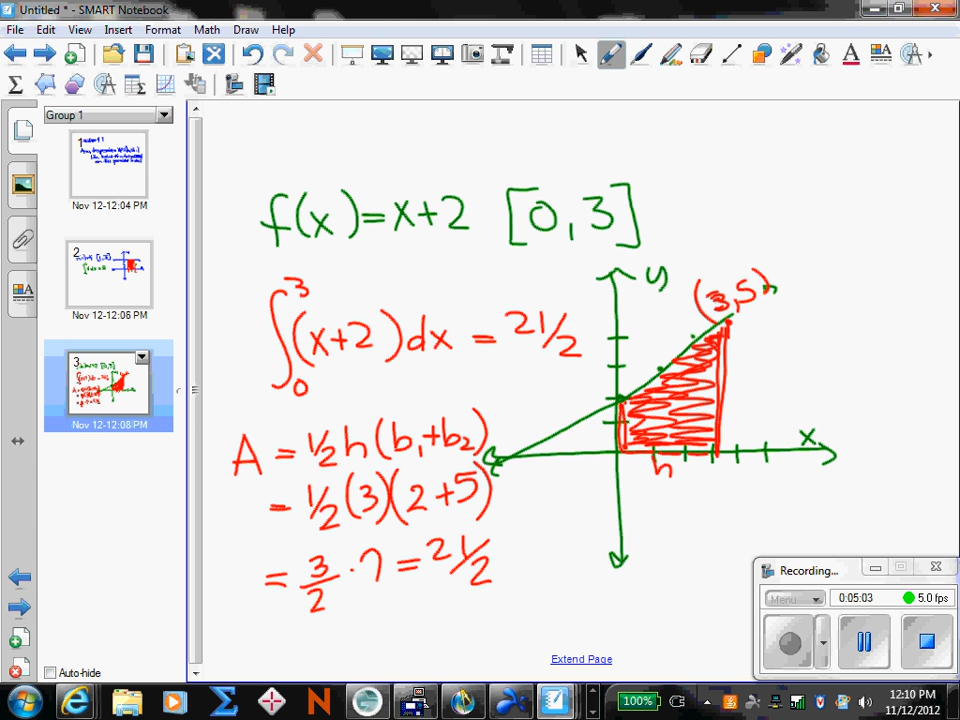 Untitled * - SMART Notebook
File Edit View Insert Format Math Draw Help
Group 1
1
Nov 12-12:04 PM
2
Nov 12-12:06 PM
3
Nov 12-12:08 PM
Auto-hide
f(x)=x+2 [0,3]
∫₀³(x+2)dx = 21/2
A = 1/2h(b₁+b₂)
= 1/2(3)(2+5)
= 3/2 · 7 = 21/2
y
(3,5)
x
h
Extend Page
Recording...
Menu
0:05:03
5.0 fps
100%
12:10 PM
11/12/2012